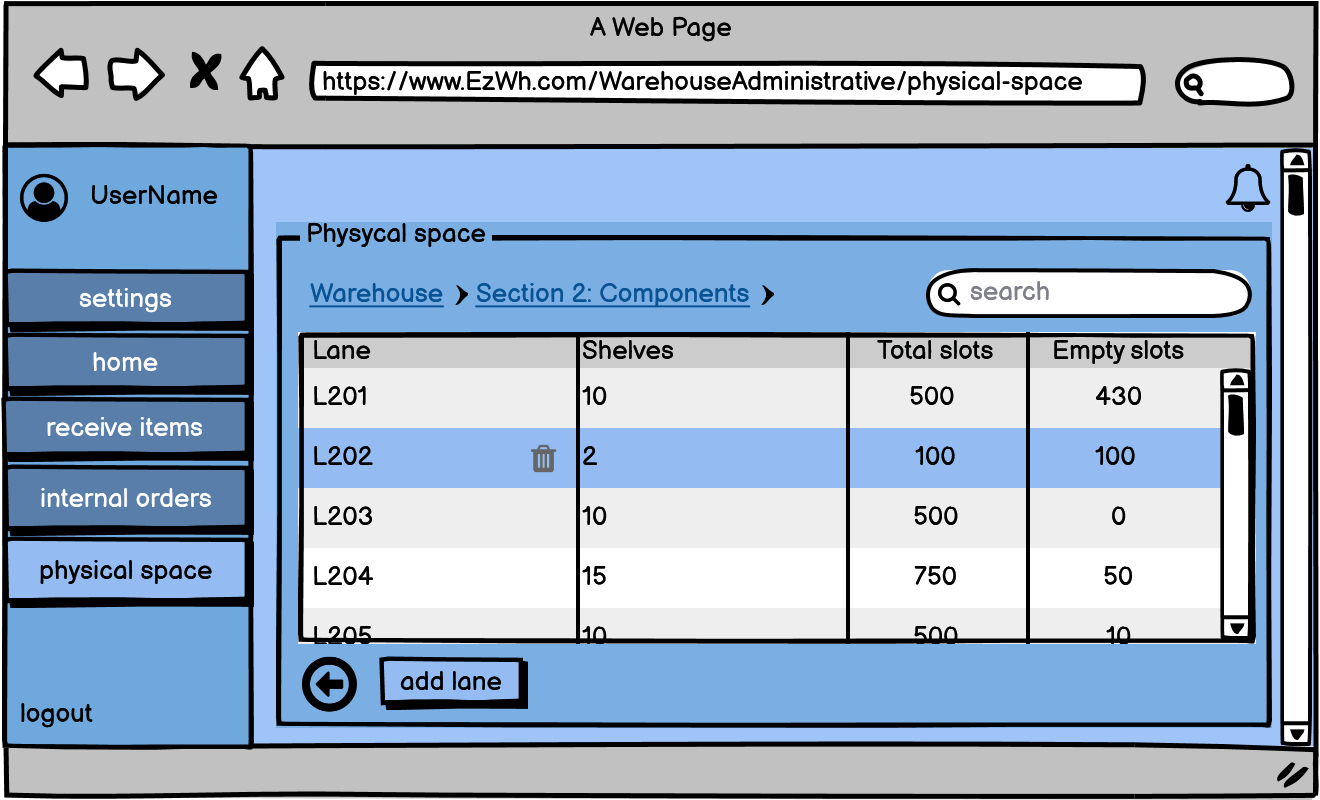 A Web Page
https://www.EzWh.com/WarehouseAdministrative/physical-space
UserName
settings
home
receive items
internal orders
physical space
logout
Physycal space
Warehouse Section 2: Components
search
Lane Shelves Total slots Empty slots
L201 10 500 430
L202 2 100 100
L203 10 500 0
L204 15 750 50
L205 10 500 10
add lane